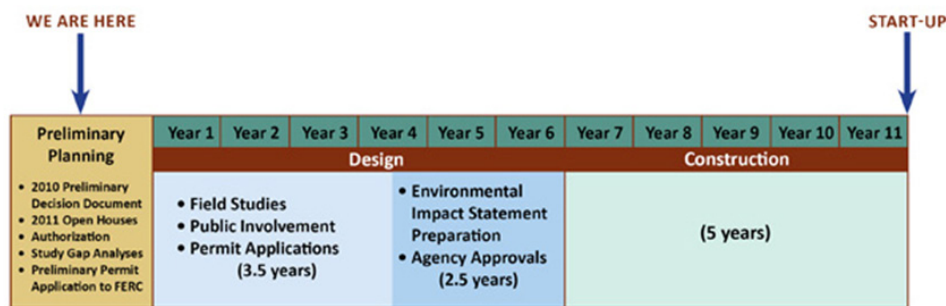 WE ARE HERE
START-UP
Preliminary
Planning
• 2010 Preliminary
Decision Document
• 2011 Open Houses
• Authorization
• Study Gap Analyses
• Preliminary Permit
Application to FERC
Year 1 Year 2 Year 3 Year 4 Year 5 Year 6 Year 7 Year 8 Year 9 Year 10 Year 11
Design
Construction
• Field Studies
• Public Involvement
• Permit Applications
(3.5 years)
• Environmental
Impact Statement
Preparation
• Agency Approvals
(2.5 years)
(5 years)